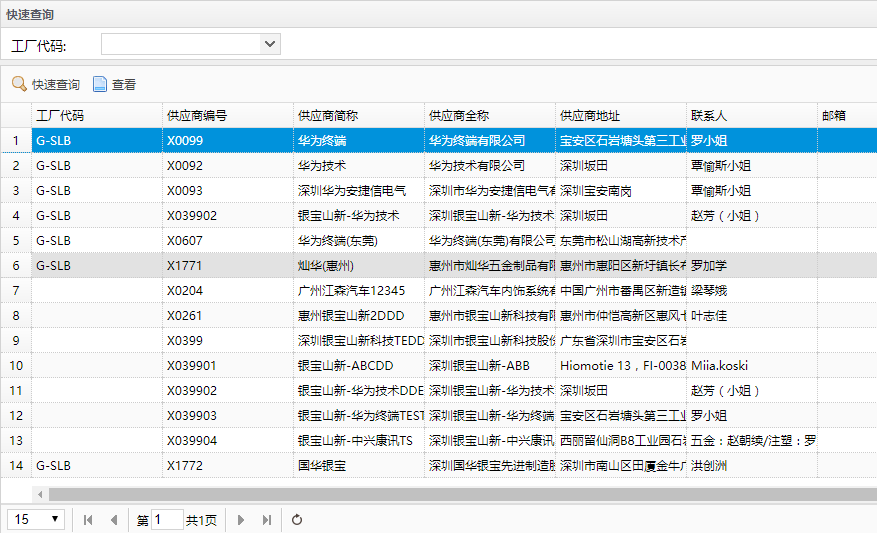 快速查询
工厂代码:
快速查询 查看
工厂代码 供应商编号 供应商简称 供应商全称 供应商地址 联系人 邮箱
1 G-SLB X0099 华为终端 华为终端有限公司 宝安区石岩塘头第三工业 罗小姐
2 G-SLB X0092 华为技术 华为技术有限公司 深圳坂田 覃愉斯小姐
3 G-SLB X0093 深圳华为安捷信电气 深圳市华为安捷信电气有 深圳宝安南岗 覃愉斯小姐
4 G-SLB X039902 银宝山新-华为技术 深圳银宝山新-华为技术 深圳坂田 赵芳（小姐）
5 G-SLB X0607 华为终端(东莞) 华为终端(东莞)有限公司 东莞市松山湖高新技术产
6 G-SLB X1771 灿华(惠州) 惠州市灿华五金制品有限 惠州市惠阳区新圩镇长布 罗加学
7 X0204 广州江森汽车12345 广州江森汽车内饰系统有 中国广州市番禺区新造镇 梁琴娥
8 X0261 惠州银宝山新2DDD 惠州市银宝山新科技有限 惠州市仲恺高新区惠风七 叶志佳
9 X0399 深圳银宝山新科技TEDD 深圳市银宝山新科技股份 广东省深圳市宝安区石岩
10 X039901 银宝山新-ABCDD 深圳银宝山新-ABB Hiomotie 13，FI-0038 Miia.koski
11 X039902 银宝山新-华为技术DDE 深圳银宝山新-华为技术 深圳坂田 赵芳（小姐）
12 X039903 银宝山新-华为终端TEST 深圳银宝山新-华为终端 宝安区石岩塘头第三工业 罗小姐
13 X039904 银宝山新-中兴康讯TS 深圳银宝山新-中兴康讯 西丽留仙洞B8工业园石岩 五金：赵朝续/注塑：罗
14 G-SLB X1772 国华银宝 深圳国华银宝先进制造股 深圳市南山区田厦金牛广 洪创洲
15 第 1 共1页